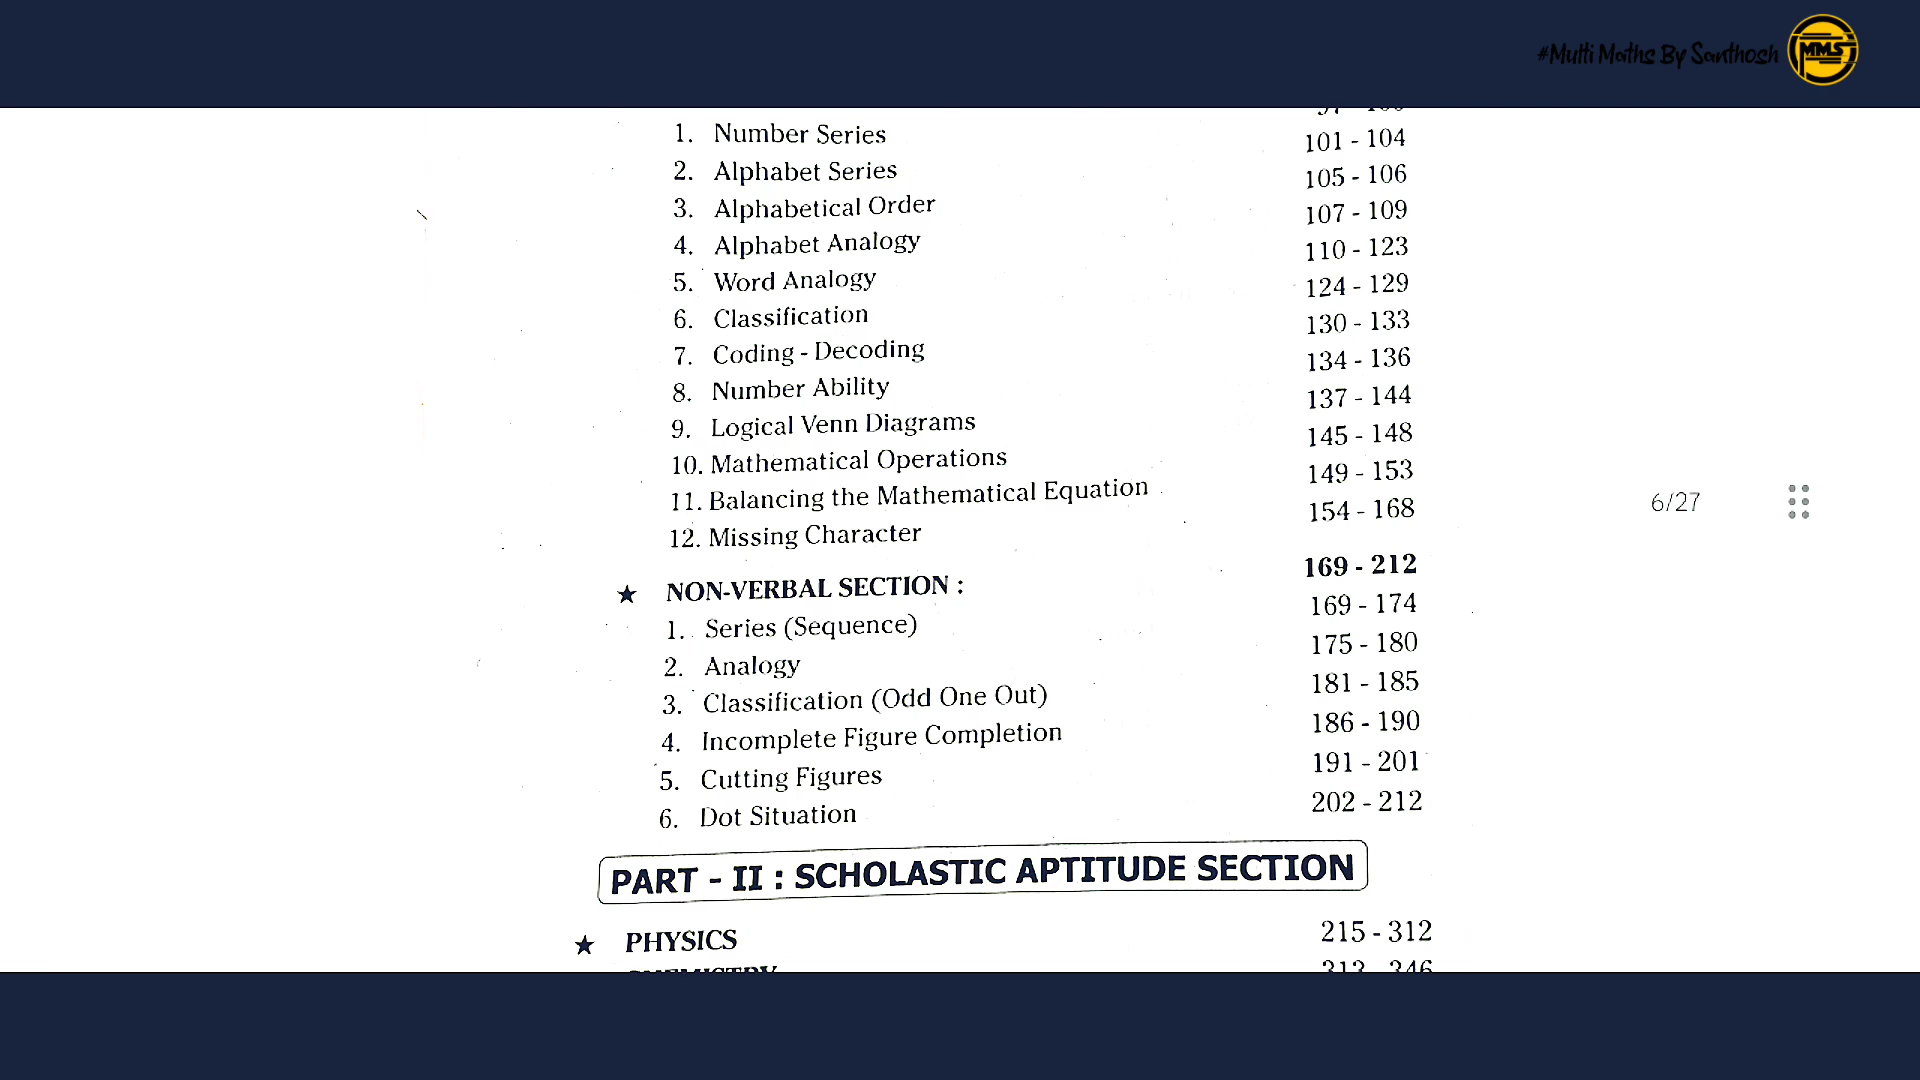 #Multi Maths By Santhosh
MMS
1. Number Series
2. Alphabet Series 101 - 104
3. Alphabetical Order 105 - 106
4. Alphabet Analogy 107 - 109
5. Word Analogy 110 - 123
6. Classification 124 - 129
7. Coding - Decoding 130 - 133
8. Number Ability 134 - 136
9. Logical Venn Diagrams 137 - 144
10. Mathematical Operations 145 - 148
11. Balancing the Mathematical Equation 149 - 153
12. Missing Character 154 - 168
6/27
★ NON-VERBAL SECTION : 169 - 212
1. Series (Sequence) 169 - 174
2. Analogy 175 - 180
3. Classification (Odd One Out) 181 - 185
4. Incomplete Figure Completion 186 - 190
5. Cutting Figures 191 - 201
6. Dot Situation 202 - 212
PART - II : SCHOLASTIC APTITUDE SECTION
★ PHYSICS 215 - 312
CHEMISTRY 313 - 346